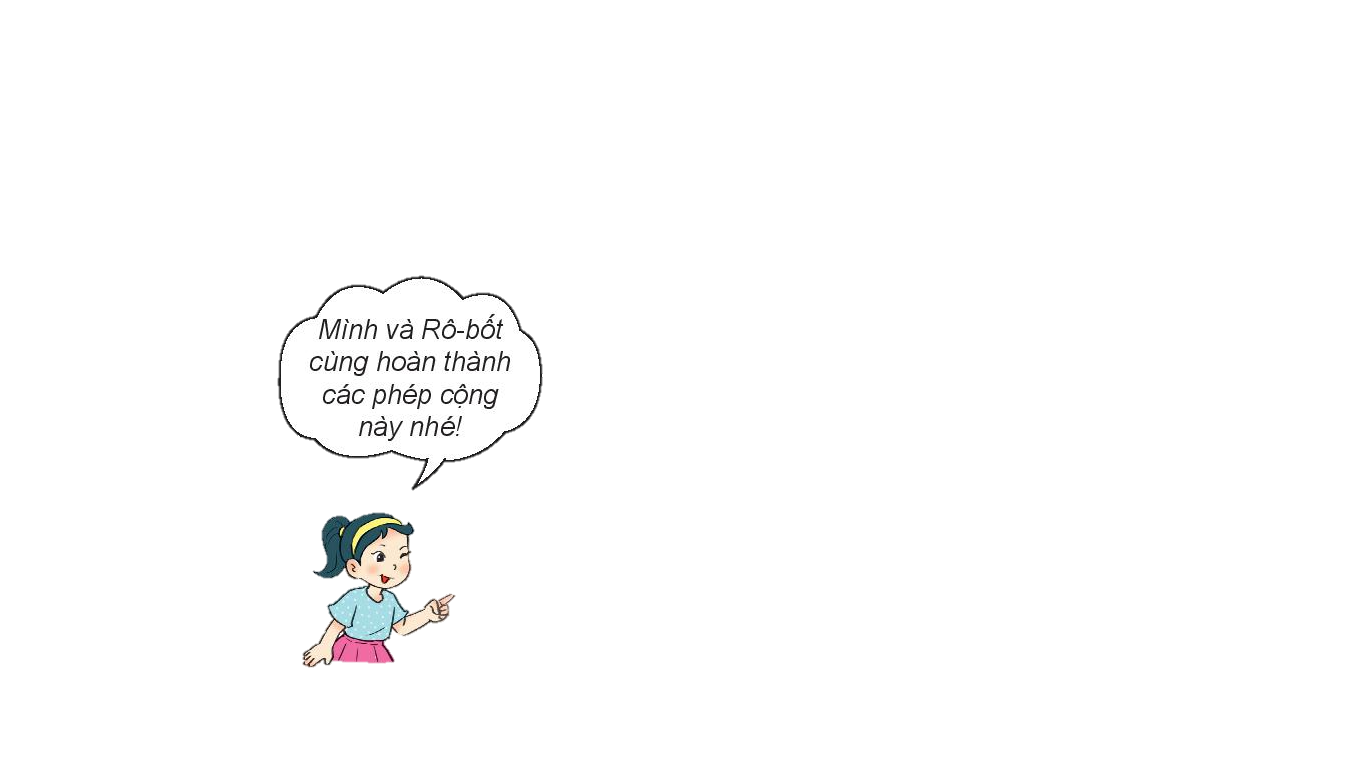 Mình và Rô-bốt
cùng hoàn thành
các phép cộng
này nhé!